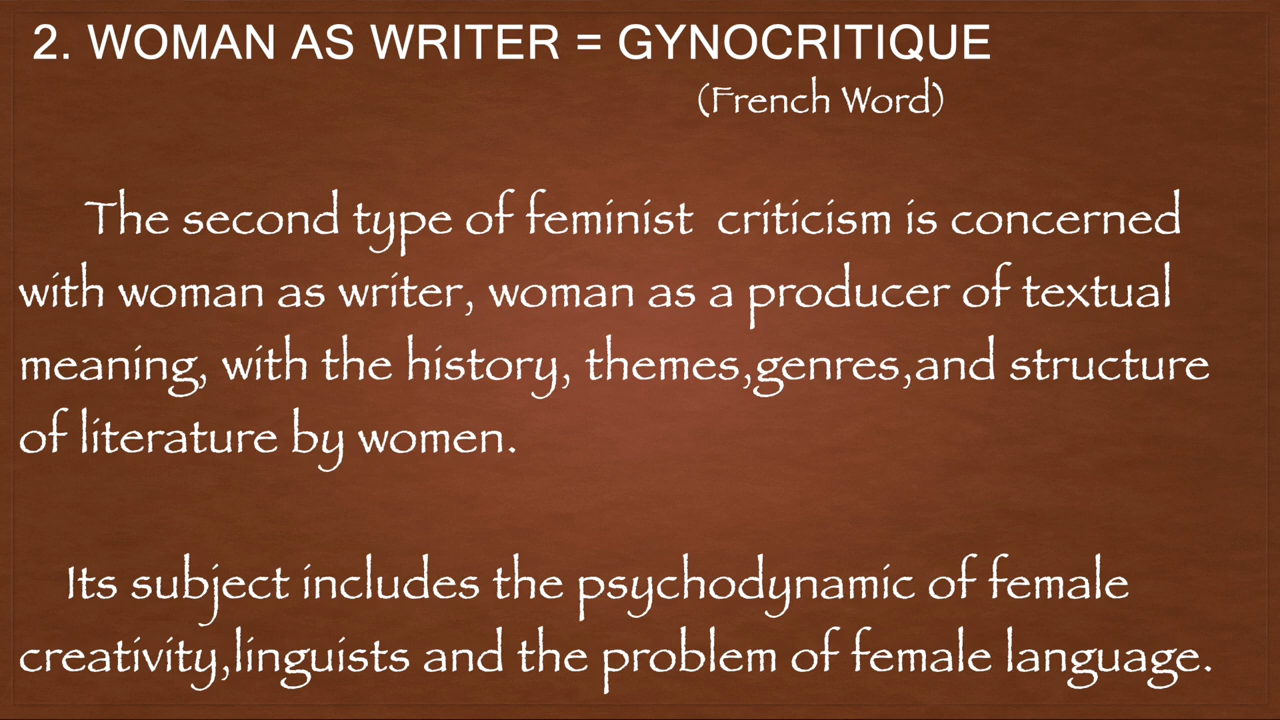 2. WOMAN AS WRITER = GYNOCRITIQUE
(French Word)
The second type of feminist criticism is concerned
with woman as writer, woman as a producer of textual
meaning, with the history, themes,genres,and structure
of literature by women.
Its subject includes the psychodynamic of female
creativity,linguists and the problem of female language.